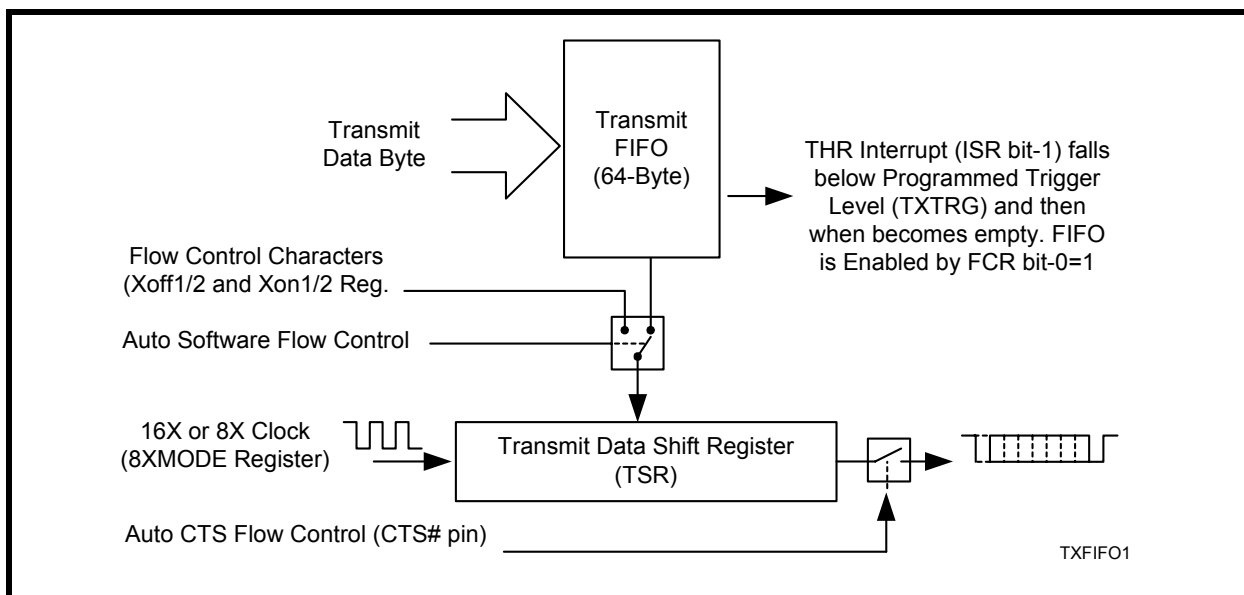 Transmit
Data Byte
Transmit
FIFO
(64-Byte)
THR Interrupt (ISR bit-1) falls
below Programmed Trigger
Level (TXTRG) and then
when becomes empty. FIFO
is Enabled by FCR bit-0=1
Flow Control Characters
(Xoff1/2 and Xon1/2 Reg.
Auto Software Flow Control
16X or 8X Clock
(8XMODE Register)
Transmit Data Shift Register
(TSR)
Auto CTS Flow Control (CTS# pin)
TXFIFO1